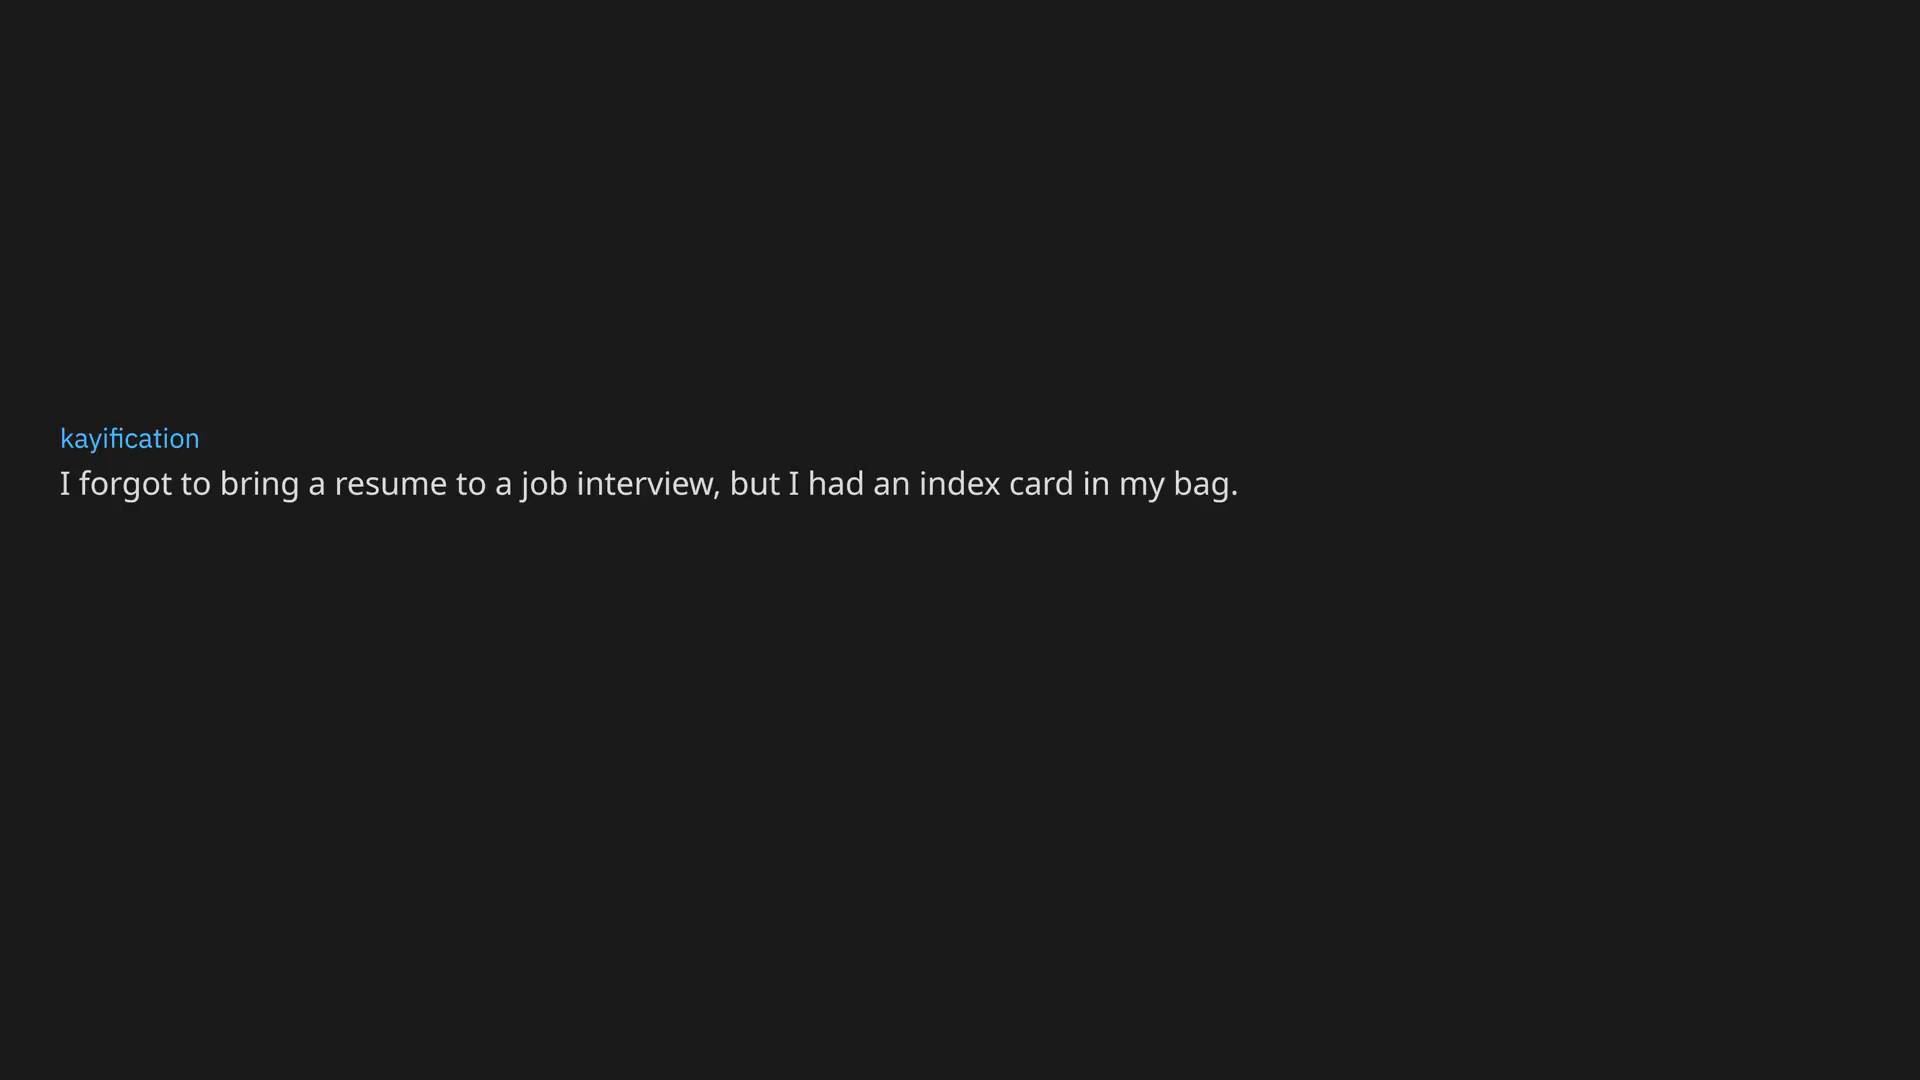 kayification
I forgot to bring a resume to a job interview, but I had an index card in my bag.